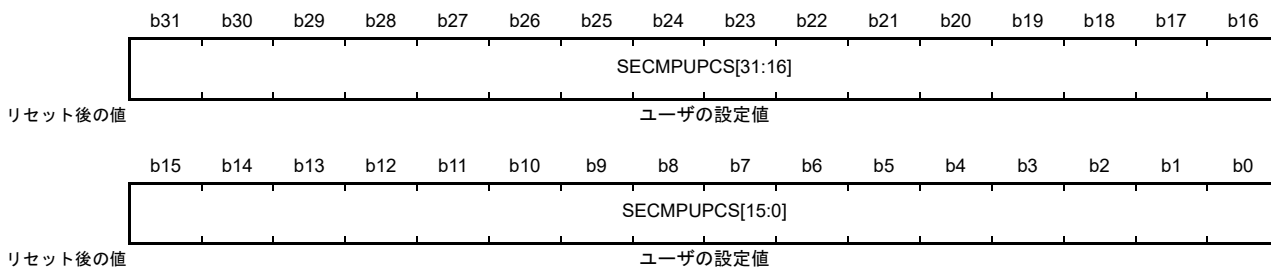 b31 b30 b29 b28 b27 b26 b25 b24 b23 b22 b21 b20 b19 b18 b17 b16
SECMPUPCS[31:16]
リセット後の値 ユーザの設定値
b15 b14 b13 b12 b11 b10 b9 b8 b7 b6 b5 b4 b3 b2 b1 b0
SECMPUPCS[15:0]
リセット後の値 ユーザの設定値